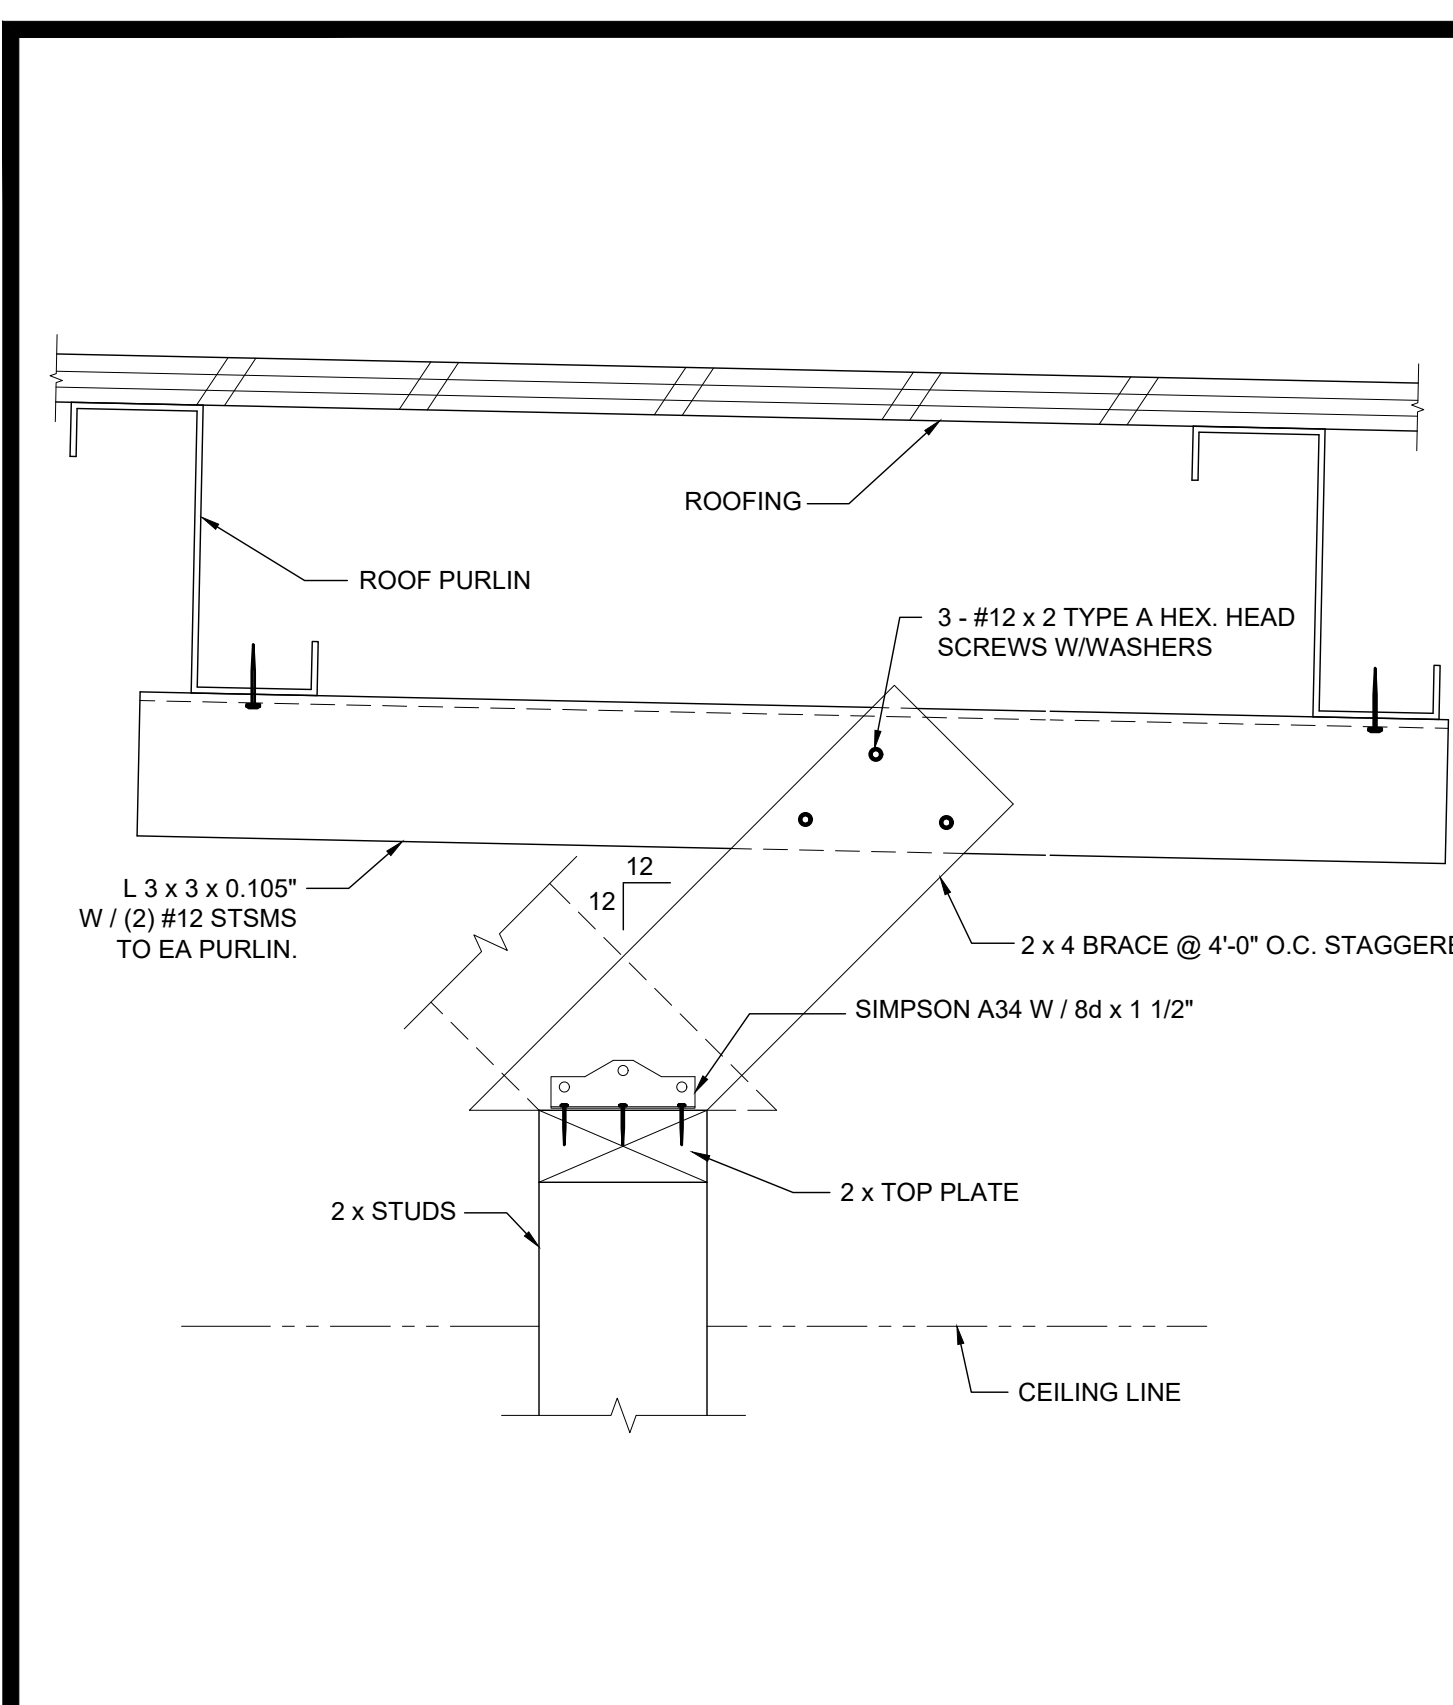 ROOFING
ROOF PURLIN
3 - #12 x 2 TYPE A HEX. HEAD
SCREWS W/WASHERS
12
12
L 3 x 3 x 0.105"
W / (2) #12 STSMS
TO EA PURLIN.
2 x 4 BRACE @ 4'-0" O.C.
SIMPSON A34 W / 8d x 1 1/2"
2 x TOP PLATE
2 x STUDS
CEILING LINE